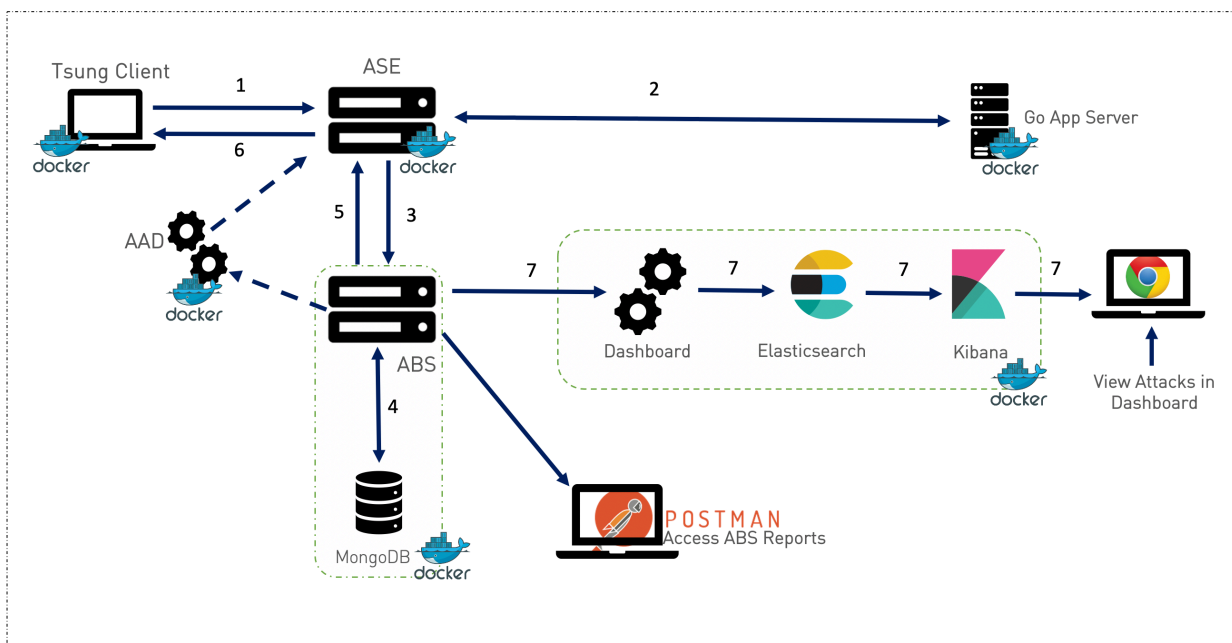 Tsung Client
ASE
1
2
6
Go App Server
docker
docker
docker
5
3
AAD
docker
7
7
7
7
Dashboard
Elasticsearch
Kibana
docker
ABS
View Attacks in
Dashboard
4
POSTMAN
Access ABS Reports
MongoDB
docker